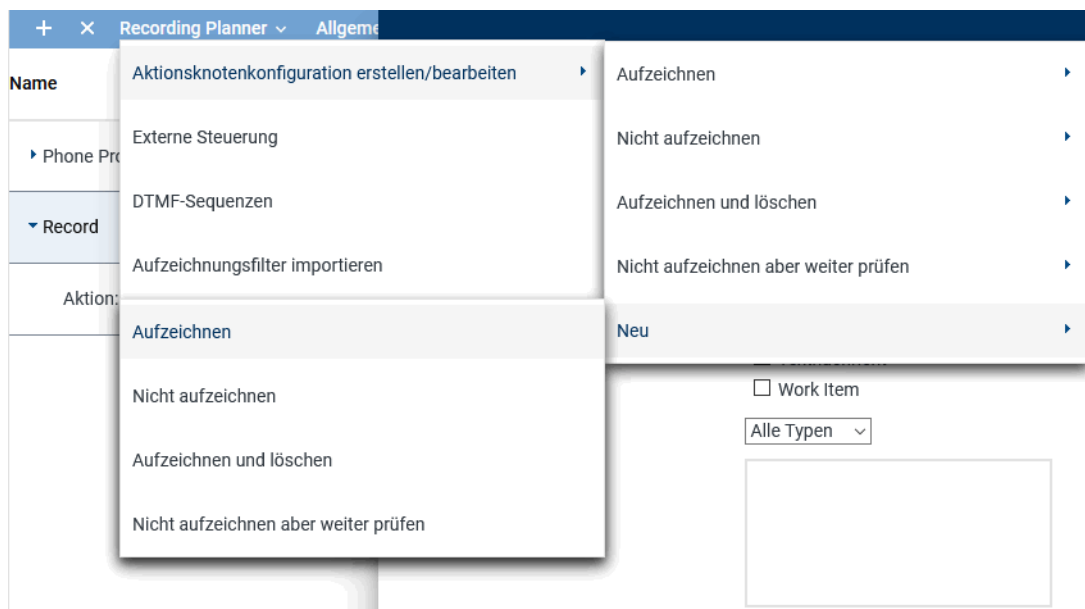 Recording Planner
Name
Aktionsknotenkonfiguration erstellen/bearbeiten
Aufzeichnen
Externe Steuerung
Nicht aufzeichnen
Phone
DTMF-Sequenzen
Aufzeichnen und löschen
Record
Aufzeichnungsfilter importieren
Nicht aufzeichnen aber weiter prüfen
Aktion:
Aufzeichnen
Neu
Nicht aufzeichnen
Work Item
Alle Typen
Aufzeichnen und löschen
Nicht aufzeichnen aber weiter prüfen